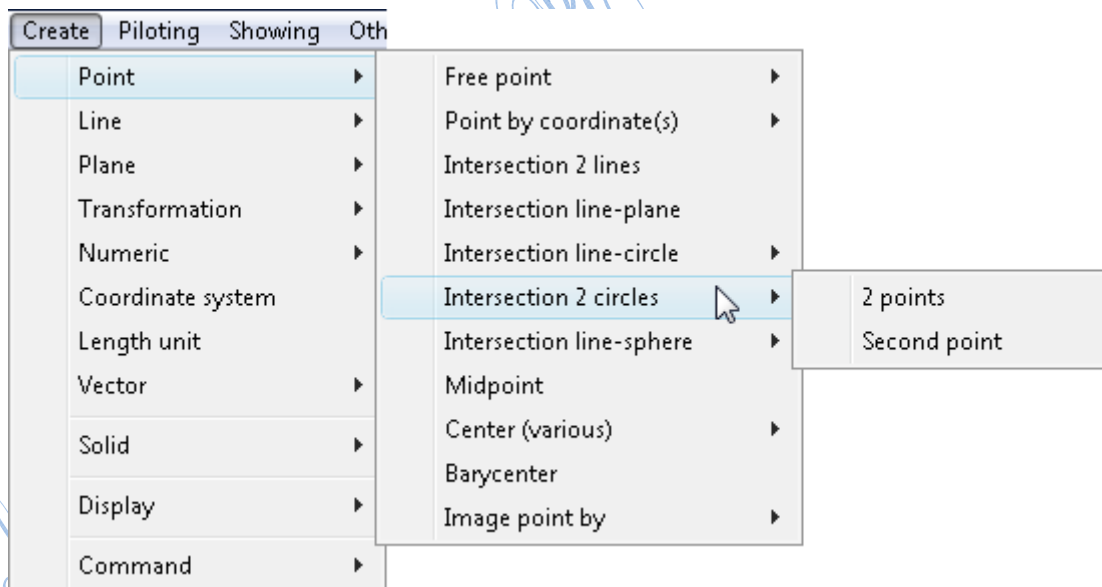 Create Piloting Showing Oth
Point
Line
Plane
Transformation
Numeric
Coordinate system
Length unit
Vector
Solid
Display
Command
Free point
Point by coordinate(s)
Intersection 2 lines
Intersection line-plane
Intersection line-circle
Intersection 2 circles
Intersection line-sphere
Midpoint
Center (various)
Barycenter
Image point by
2 points
Second point